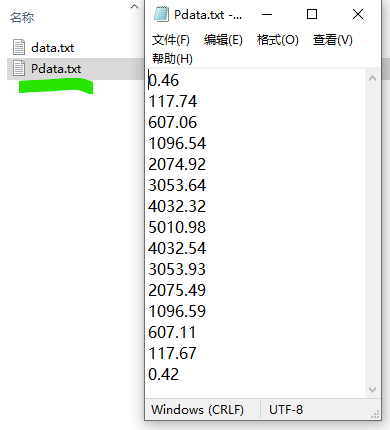 名称
data.txt
Pdata.txt
Pdata.txt -...
文件(F) 编辑(E) 格式(O) 查看(V)
帮助(H)
0.46
117.74
607.06
1096.54
2074.92
3053.64
4032.32
5010.98
4032.54
3053.93
2075.49
1096.59
607.11
117.67
0.42
Windows (CRLF) UTF-8